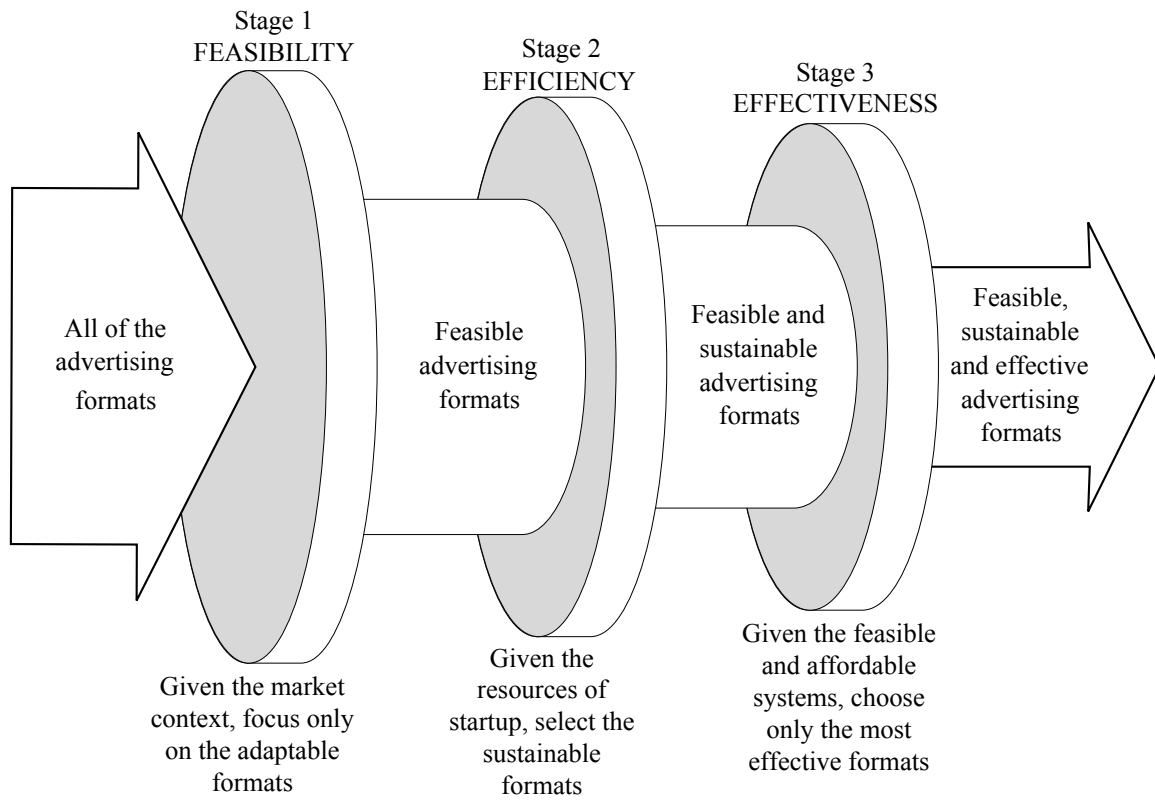 Stage 1
FEASIBILITY
Stage 2
EFFICIENCY
Stage 3
EFFECTIVENESS
All of the
advertising
formats
Feasible
advertising
formats
Feasible and
sustainable
advertising
formats
Feasible,
sustainable
and effective
advertising
formats
Given the market
context, focus only
on the adaptable
formats
Given the
resources of
startup, select the
sustainable
formats
Given the feasible
and affordable
systems, choose
only the most
effective formats